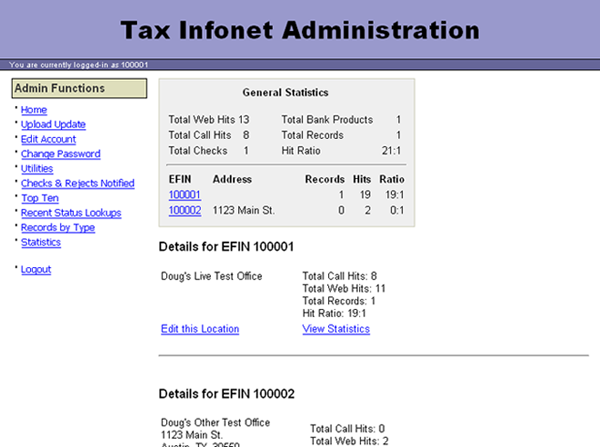 Tax Infonet Administration
You are currently logged-in as 100001
Admin Functions
Home
Upload Update
Edit Account
Change Password
Utilities
Checks & Rejects Notified
Top Ten
Recent Status Lookups
Records by Type
Statistics
Logout
General Statistics
Total Web Hits 13 Total Bank Products 1
Total Call Hits 8 Total Records 1
Total Checks 1 Hit Ratio 21:1
EFIN Address Records Hits Ratio
100001 1 19 19:1
100002 1123 Main St. 0 2 0:1
Details for EFIN 100001
Doug's Live Test Office Total Call Hits: 8
Total Web Hits: 11
Total Records: 1
Hit Ratio: 19:1
Edit this Location View Statistics
Details for EFIN 100002
Doug's Other Test Office
1123 Main St. Total Call Hits: 0
Austin, TX Total Web Hits: 2